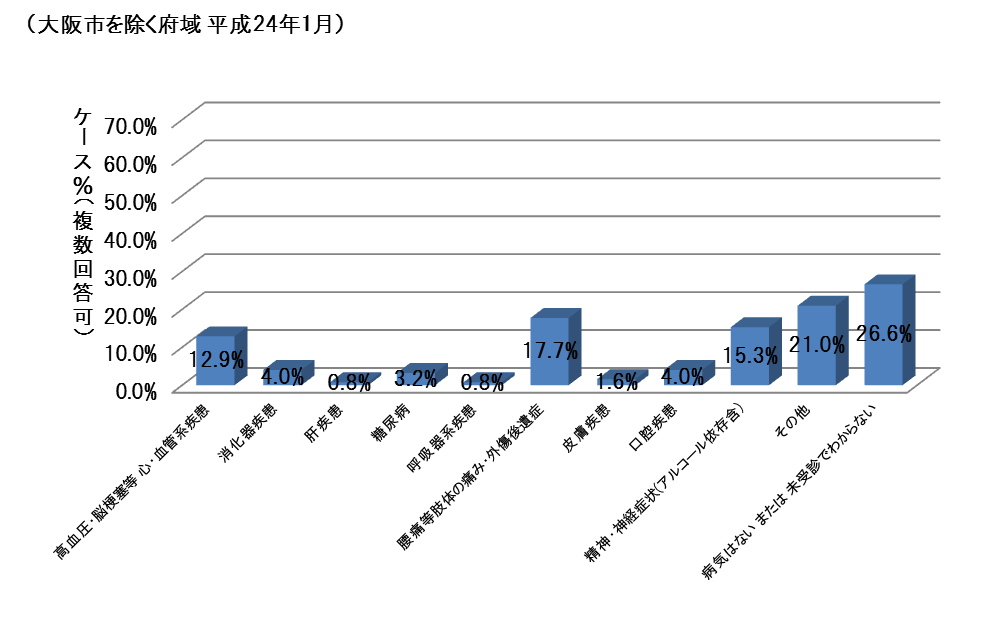 （大阪市を除く府域 平成24年1月）
ケース％（複数回答可）
70.0%
60.0%
50.0%
40.0%
30.0%
20.0%
10.0%
0.0%
12.9%
4.0%
0.8%
3.2%
0.8%
17.7%
1.6%
4.0%
15.3%
21.0%
26.6%
高血圧・脳梗塞等 心・血管系疾患
消化器疾患
肝疾患
糖尿病
呼吸器系疾患
腰痛等肢体の痛み・外傷後遺症
皮膚疾患
口腔疾患
精神・神経症状(アルコール依存含)
その他
病気はない または 未受診でわからない